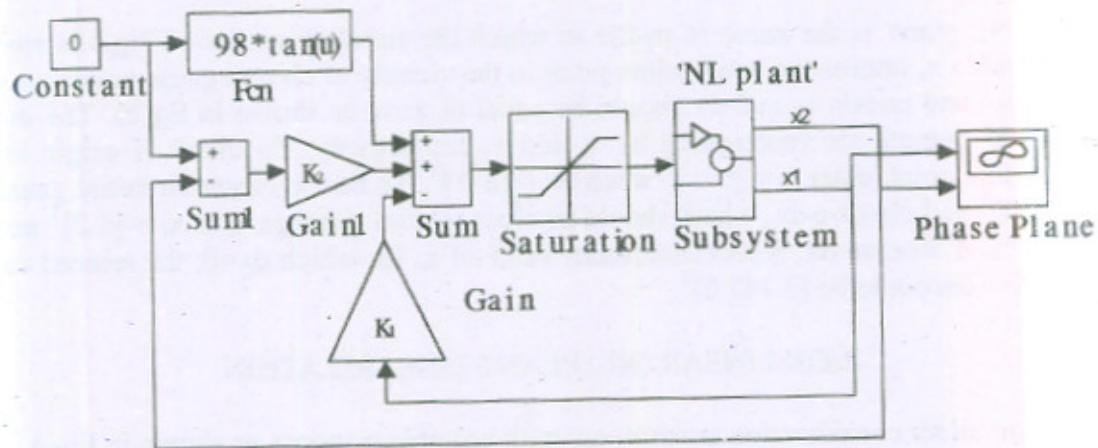 0
98*tan(u)
Constant
Fcn
'NL plant'
x2
x1
K₂
+
-
Sum1
Gain1
Sum
Saturation
Subsystem
Phase Plane
Gain
K₁